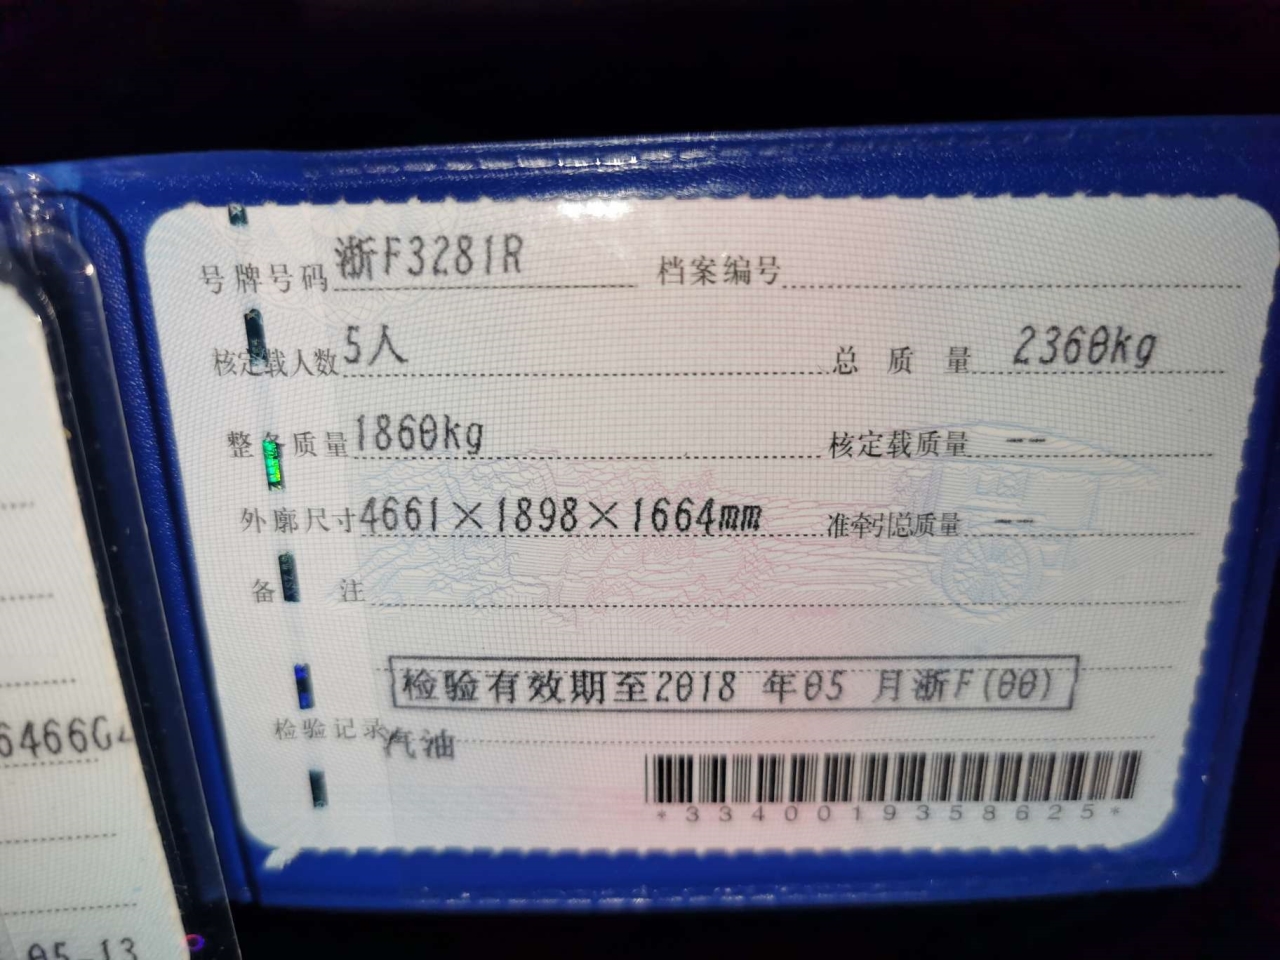 号牌号码 浙F3281R 档案编号
核定载人数 5人 总质量 2360kg
整备质量 1860kg 核定载质量 --
外廓尺寸 4661×1898×1664mm 准牵引总质量 --
备注
检验有效期至2018 年05 月浙F(00)
检验记录 汽油
*3340019358625*
05-13